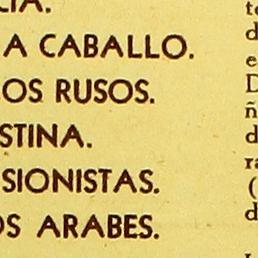 A CABALLO.
OS RUSOS.
STINA.
SIONISTAS.
OS ARABES.